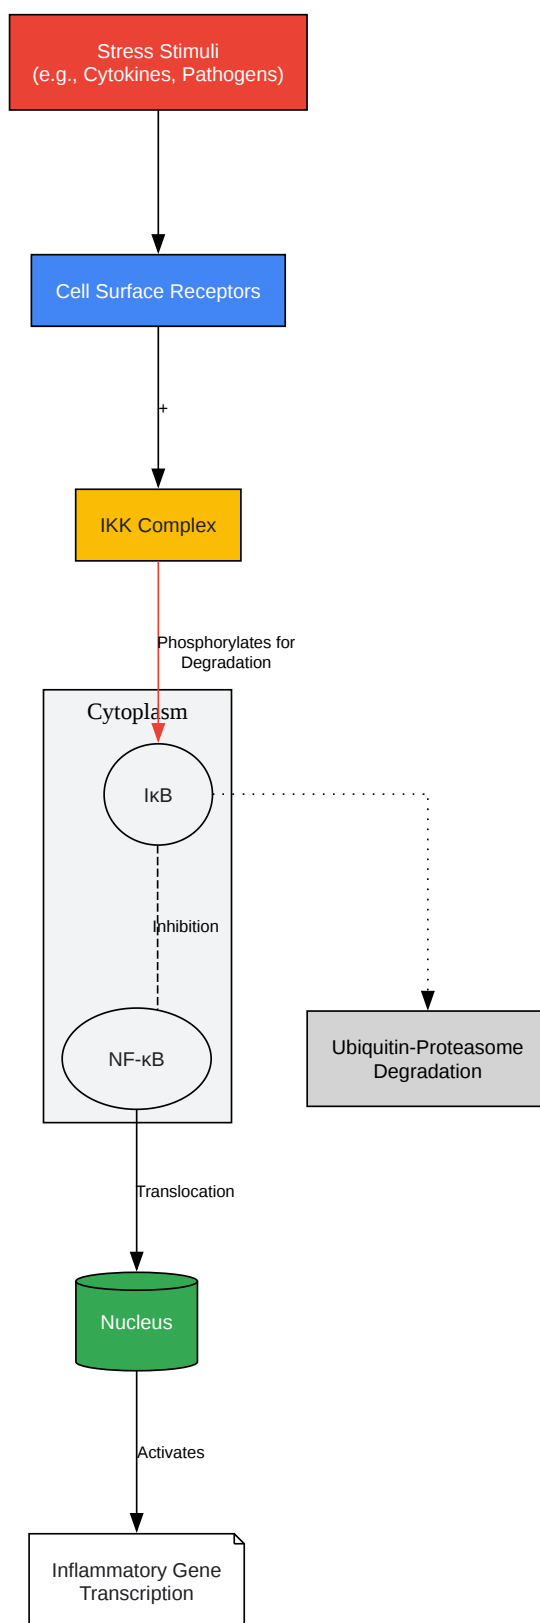 Stress Stimuli
(e.g., Cytokines, Pathogens)
Cell Surface Receptors
+
IKK Complex
Phosphorylates for
Degradation
Cytoplasm
IκB
Inhibition
NF-κB
Ubiquitin-Proteasome
Degradation
Translocation
Nucleus
Activates
Inflammatory Gene
Transcription